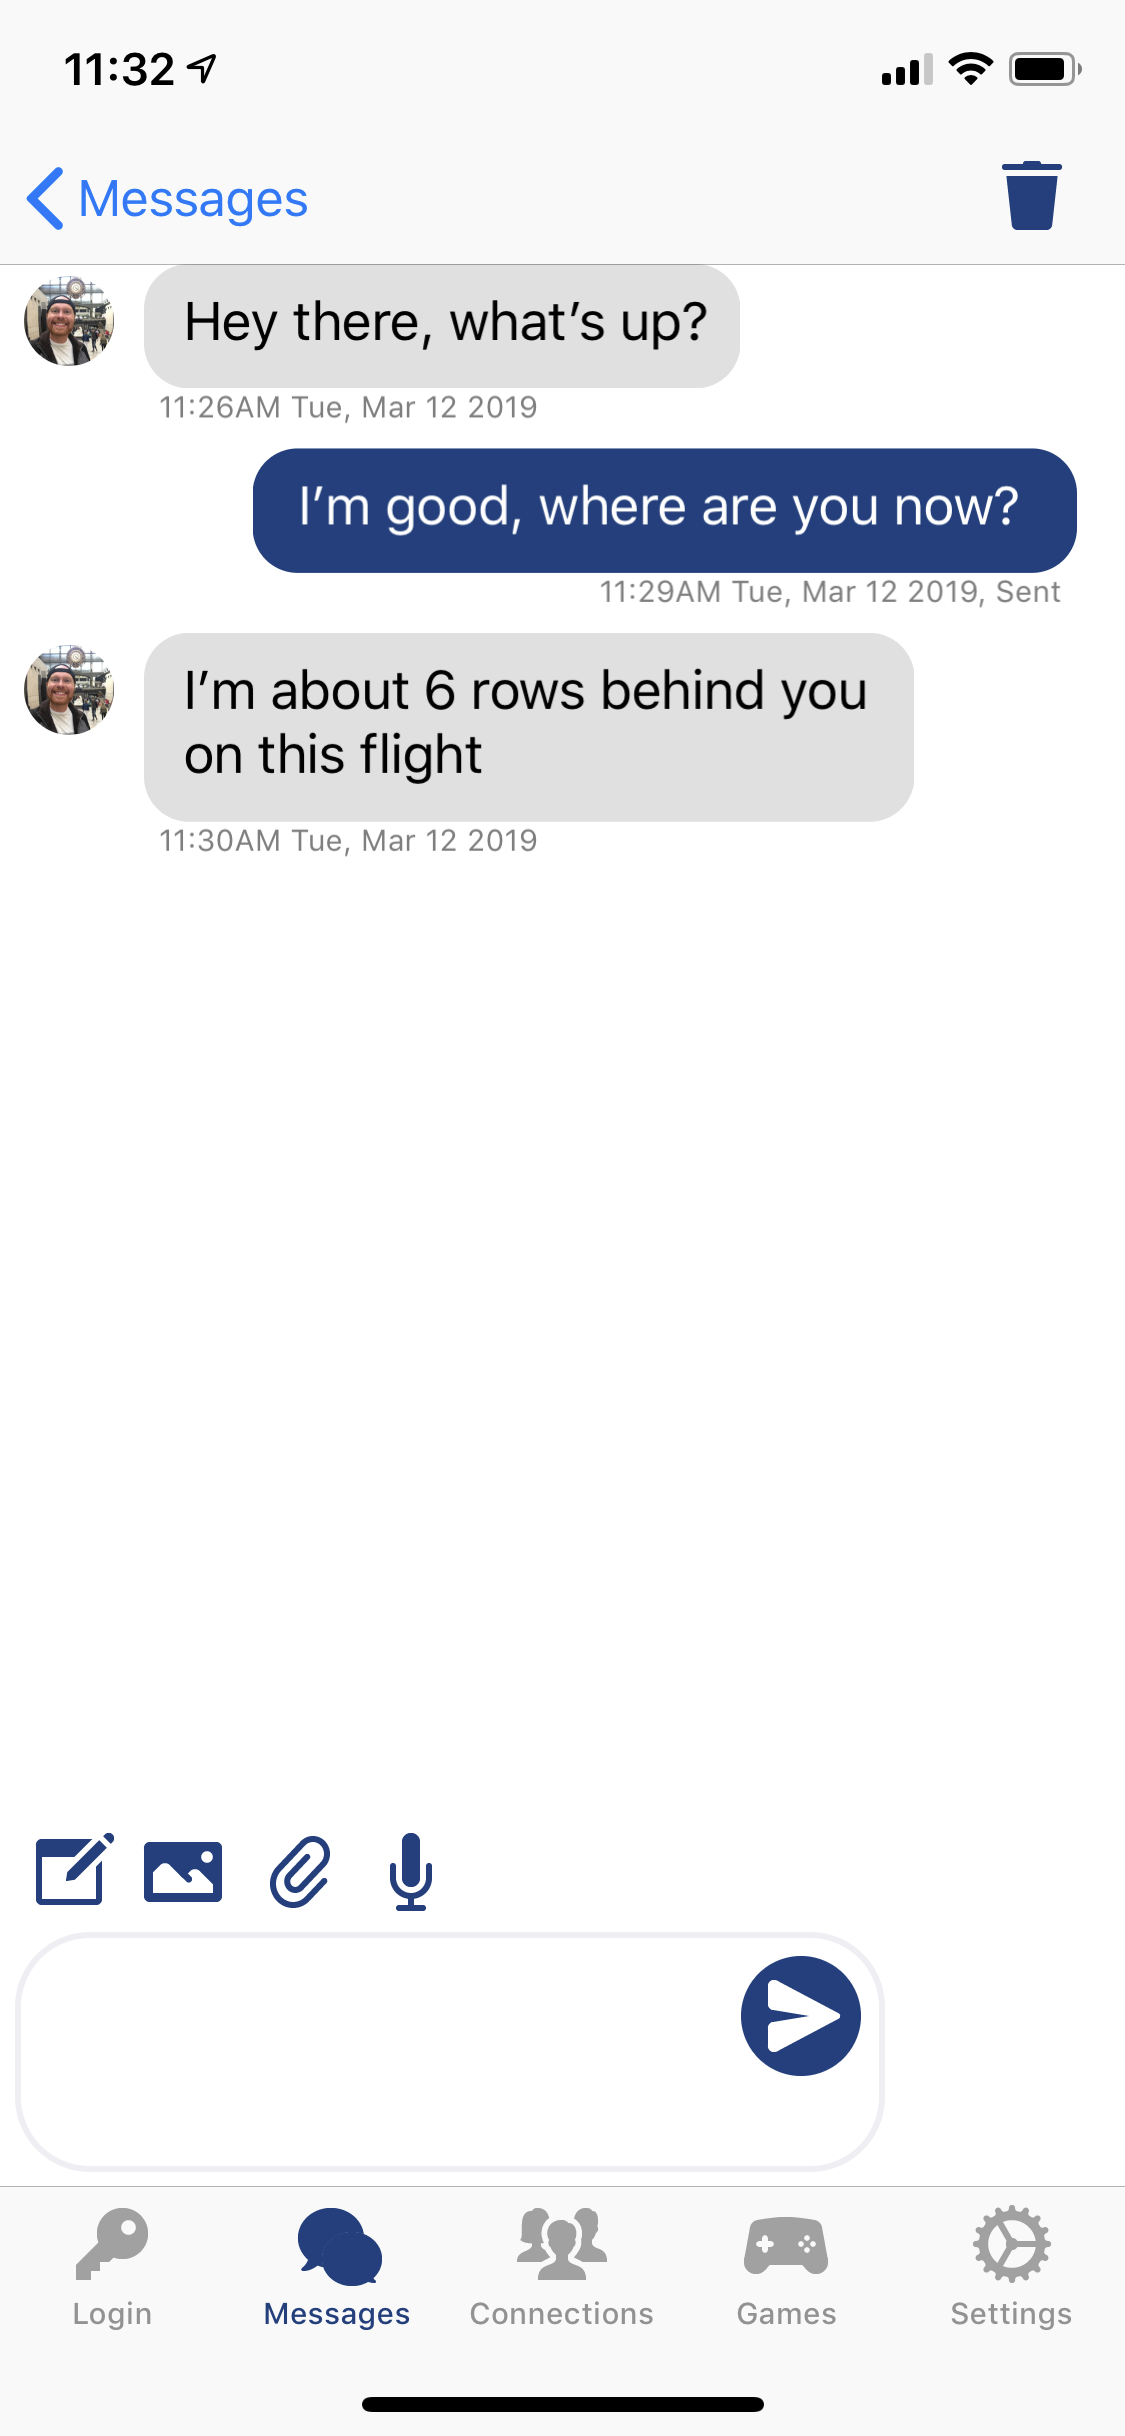 11:32
Messages
Hey there, what’s up?
11:26AM Tue, Mar 12 2019
I’m good, where are you now?
11:29AM Tue, Mar 12 2019, Sent
I’m about 6 rows behind you
on this flight
11:30AM Tue, Mar 12 2019
Login Messages Connections Games Settings